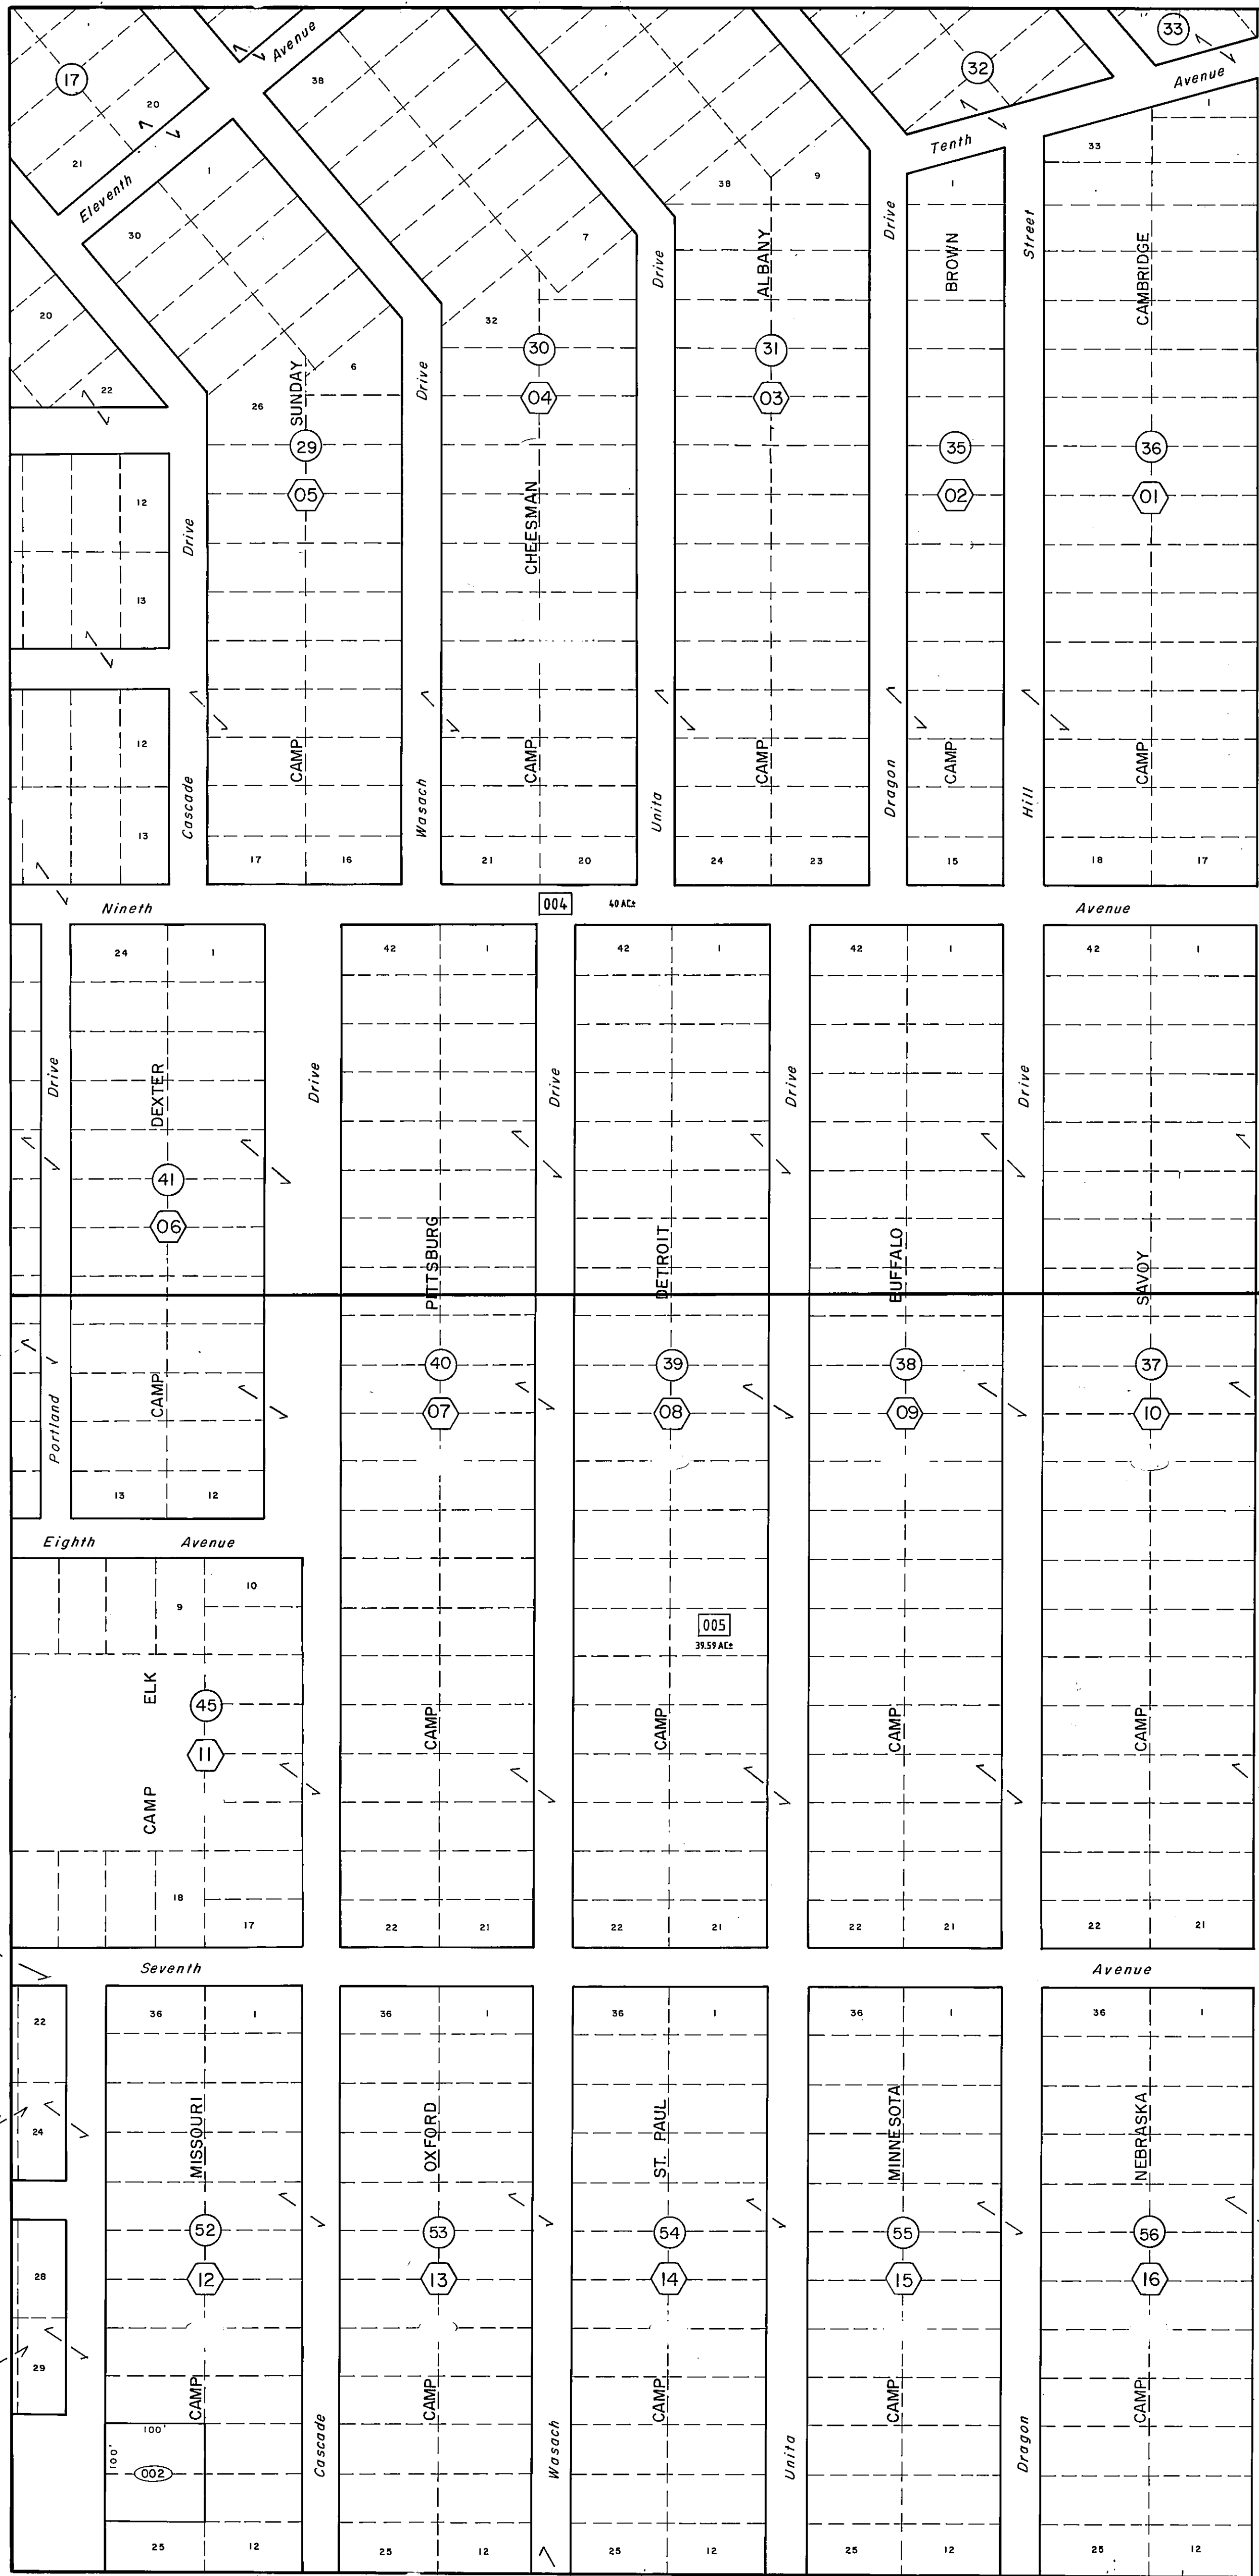 33
17
Avenue
32
38
Avenue
20
1
Tenth
33
21
1
38
9
1
Eleventh
30
7
Drive
Street
ALBANY
BROWN
CAMBRIDGE
Drive
20
32
30
31
SUNDAY
6
Drive
22
04
03
26
29
35
36
05
02
01
12
CHEESMAN
Drive
13
12
CAMP
CAMP
CAMP
CAMP
CAMP
Cascade
Wasach
Unita
Dragon
Hill
13
17
16
21
20
24
23
15
18
17
Nineth
004
40 AC±
Avenue
24
1
42
1
42
1
42
1
42
1
Drive
DEXTER
Drive
Drive
Drive
Drive
41
06
PITTSBURG
DETROIT
BUFFALO
SAVOY
40
39
38
37
CAMP
07
08
09
10
Portland
13
12
Eighth
Avenue
10
9
005
39.59 AC±
ELK
45
CAMP
CAMP
CAMP
CAMP
11
CAMP
18
17
22
21
22
21
22
21
22
21
Seventh
Avenue
22
36
1
36
1
36
1
36
1
36
1
24
MISSOURI
OXFORD
ST. PAUL
MINNESOTA
NEBRASKA
52
53
54
55
56
28
12
13
14
15
16
29
CAMP
CAMP
CAMP
CAMP
CAMP
100'
100'
002
Cascade
Wasach
Unita
Dragon
25
12
25
12
25
12
25
12
25
12